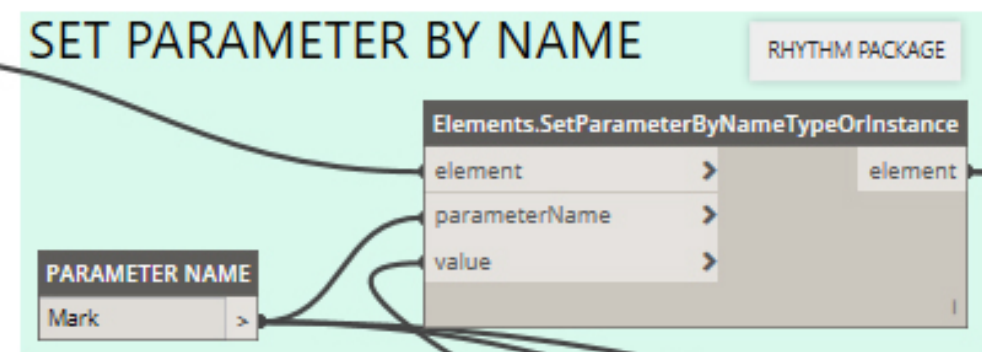 SET PARAMETER BY NAME
RHYTHM PACKAGE
Elements.SetParameterByNameTypeOrInstance
element > element
parameterName >
value >
PARAMETER NAME
Mark >
l